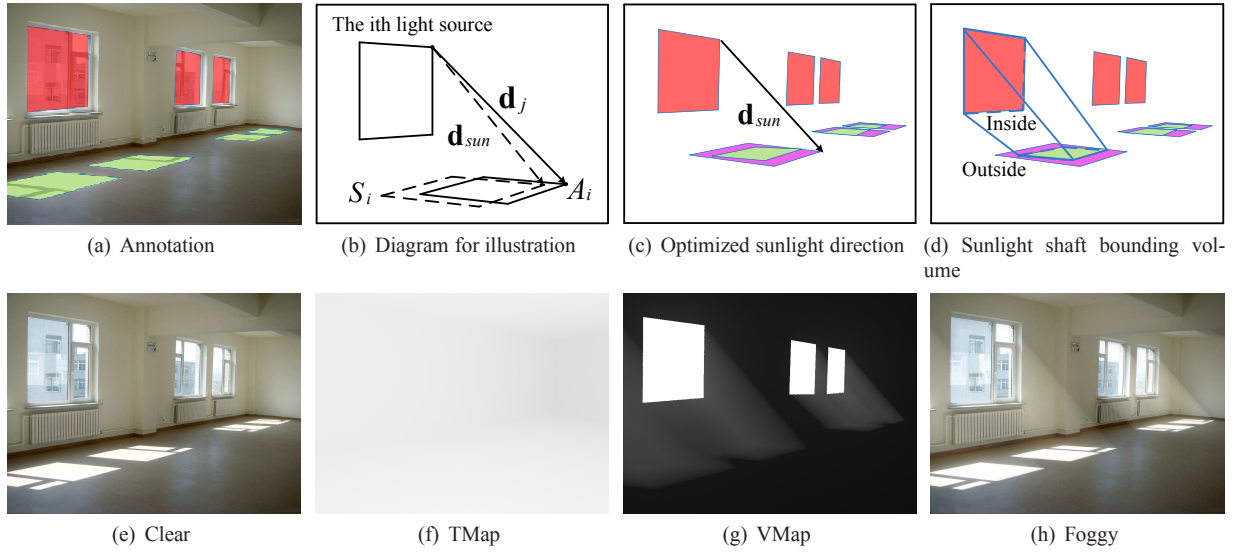 The ith light source
d j
d sun
S i
A i
d sun
Inside
Outside
(a) Annotation
(b) Diagram for illustration
(c) Optimized sunlight direction
(d) Sunlight shaft bounding vol-
ume
(e) Clear
(f) TMap
(g) VMap
(h) Foggy